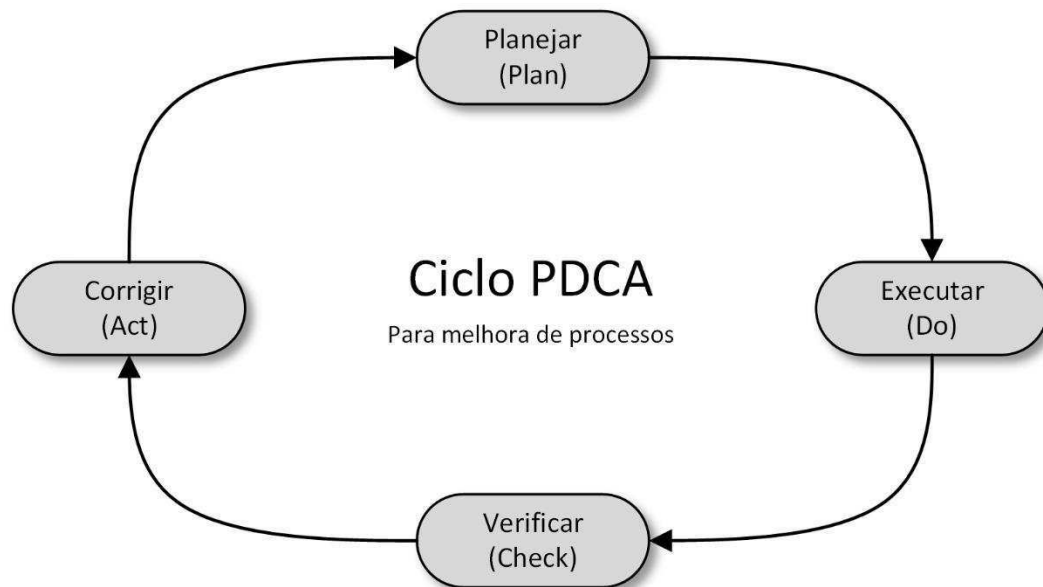 Planejar
(Plan)
Corrigir
(Act)
Ciclo PDCA
Para melhora de processos
Executar
(Do)
Verificar
(Check)